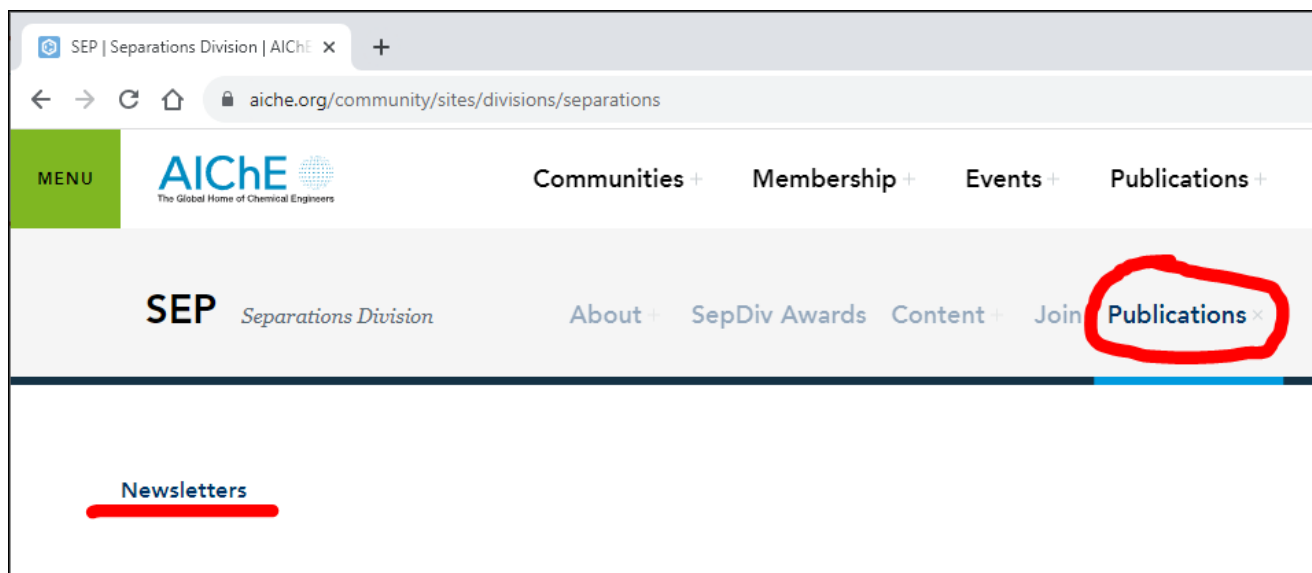 SEP | Separations Division | AIChE
aiche.org/community/sites/divisions/separations
MENU
AIChE
The Global Home of Chemical Engineers
Communities +
Membership +
Events +
Publications +
SEP Separations Division
About +
SepDiv Awards
Content +
Join
Publications ×
Newsletters